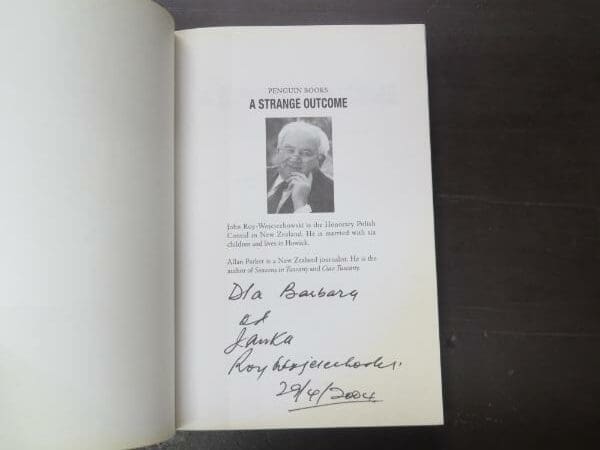 PENGUIN BOOKS
A STRANGE OUTCOME
John Roy-Wojciechowski is the Honorary Polish
Consul in New Zealand. He is married with six
children and lives in Howick.
Allan Parker is a New Zealand journalist. He is the
author of Seasons in Tuscany and Our Tuscany.
Dla Barbary
od
Janka
Roy Wojciechowski.
29/4/2004